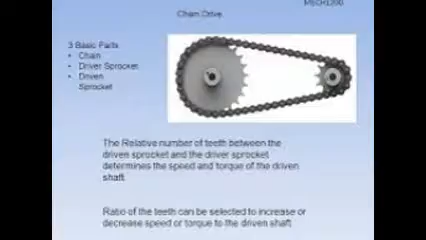 Chain Drive
3 Basic Parts
• Chain
• Driver Sprocket
• Driven
Sprocket
The Relative number of teeth between the
driven sprocket and the driver sprocket
determines the speed and torque of the driven
shaft
Ratio of the teeth can be selected to increase or
decrease speed or torque to the driven shaft